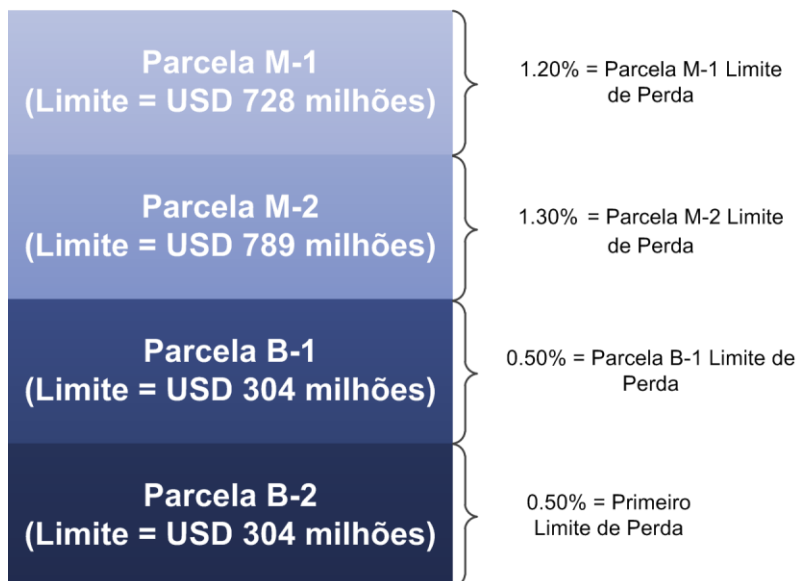 Parcela M-1
(Limite = USD 728 milhões)
1.20% = Parcela M-1 Limite
de Perda
Parcela M-2
(Limite = USD 789 milhões)
1.30% = Parcela M-2 Limite
de Perda
Parcela B-1
(Limite = USD 304 milhões)
0.50% = Parcela B-1 Limite de
Perda
Parcela B-2
(Limite = USD 304 milhões)
0.50% = Primeiro
Limite de Perda